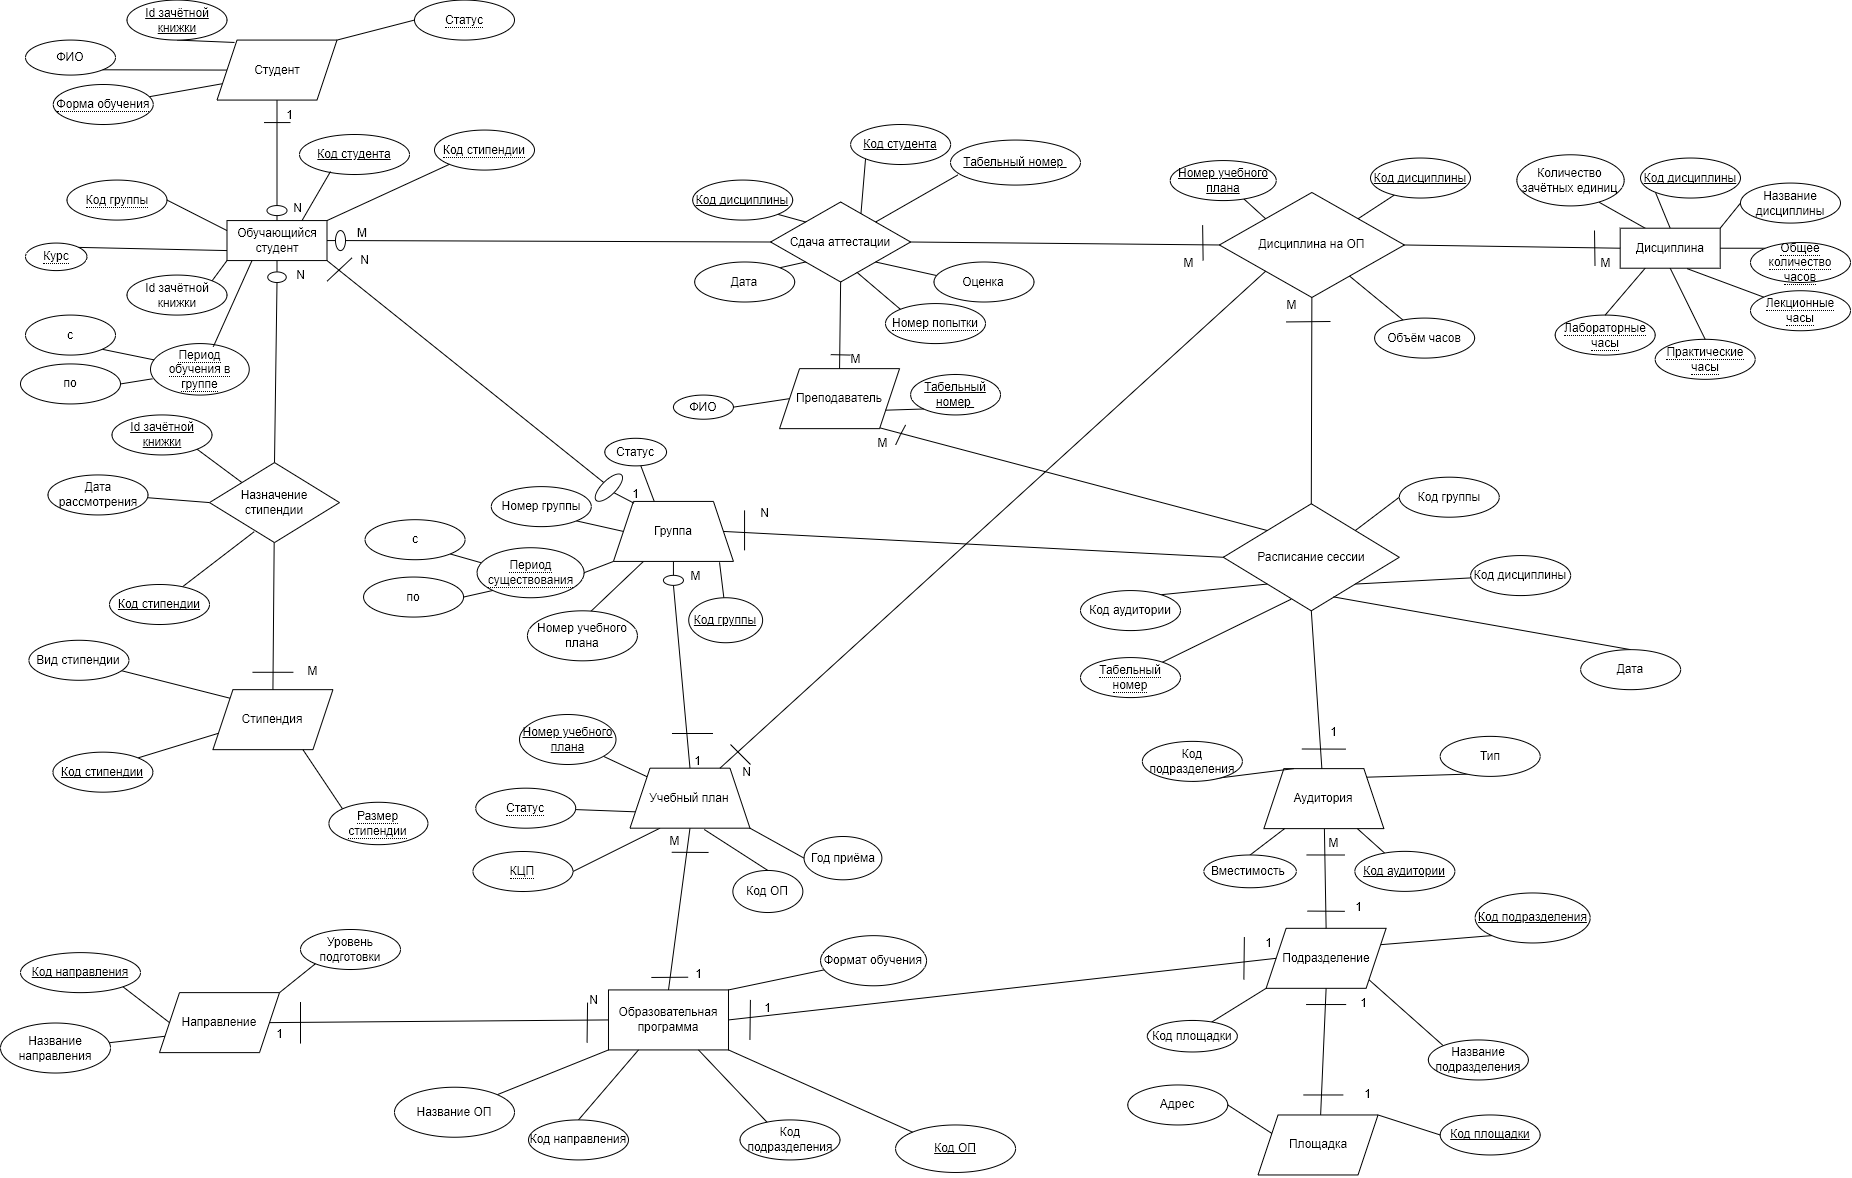 Id зачётной
книжки
Статус
ФИО
Студент
Форма обучения
1
Код студента
Код стипендии
Код группы
N
Обучающийся
студент
M
N
Курс
Id зачётной
книжки
N
с
Период
обучения в
группе
по
Код студента
Табельный номер
Код дисциплины
Сдача аттестации
Дата
Оценка
Номер попытки
M
Номер учебного
плана
Код дисциплины
Дисциплина на ОП
M
M
Объём часов
Количество
зачётных единиц
Код дисциплины
Название
дисциплины
Дисциплина
M
Общее
количество
часов
Лекционные
часы
Лабораторные
часы
Практические
часы
Преподаватель
Табельный
номер
ФИО
M
Id зачётной
книжки
Дата
рассмотрения
Назначение
стипендии
Код стипендии
M
Вид стипендии
Стипендия
Код стипендии
Размер
стипендии
Статус
1
Номер группы
Группа
N
с
Период
существования
по
M
Номер учебного
плана
Код группы
Код группы
Расписание сессии
Код дисциплины
Код аудитории
Табельный
номер
Дата
Номер учебного
плана
1
N
Статус
Учебный план
M
КЦП
Код ОП
Год приёма
1
Код
подразделения
Тип
Аудитория
M
Вместимость
Код аудитории
1
Код подразделения
1
Подразделение
1
Код площадки
Название
подразделения
1
Адрес
Площадка
Код площадки
Уровень
подготовки
Код направления
Направление
1
Название
направления
1
Формат обучения
N
Образовательная
программа
1
Название ОП
Код направления
Код
подразделения
Код ОП